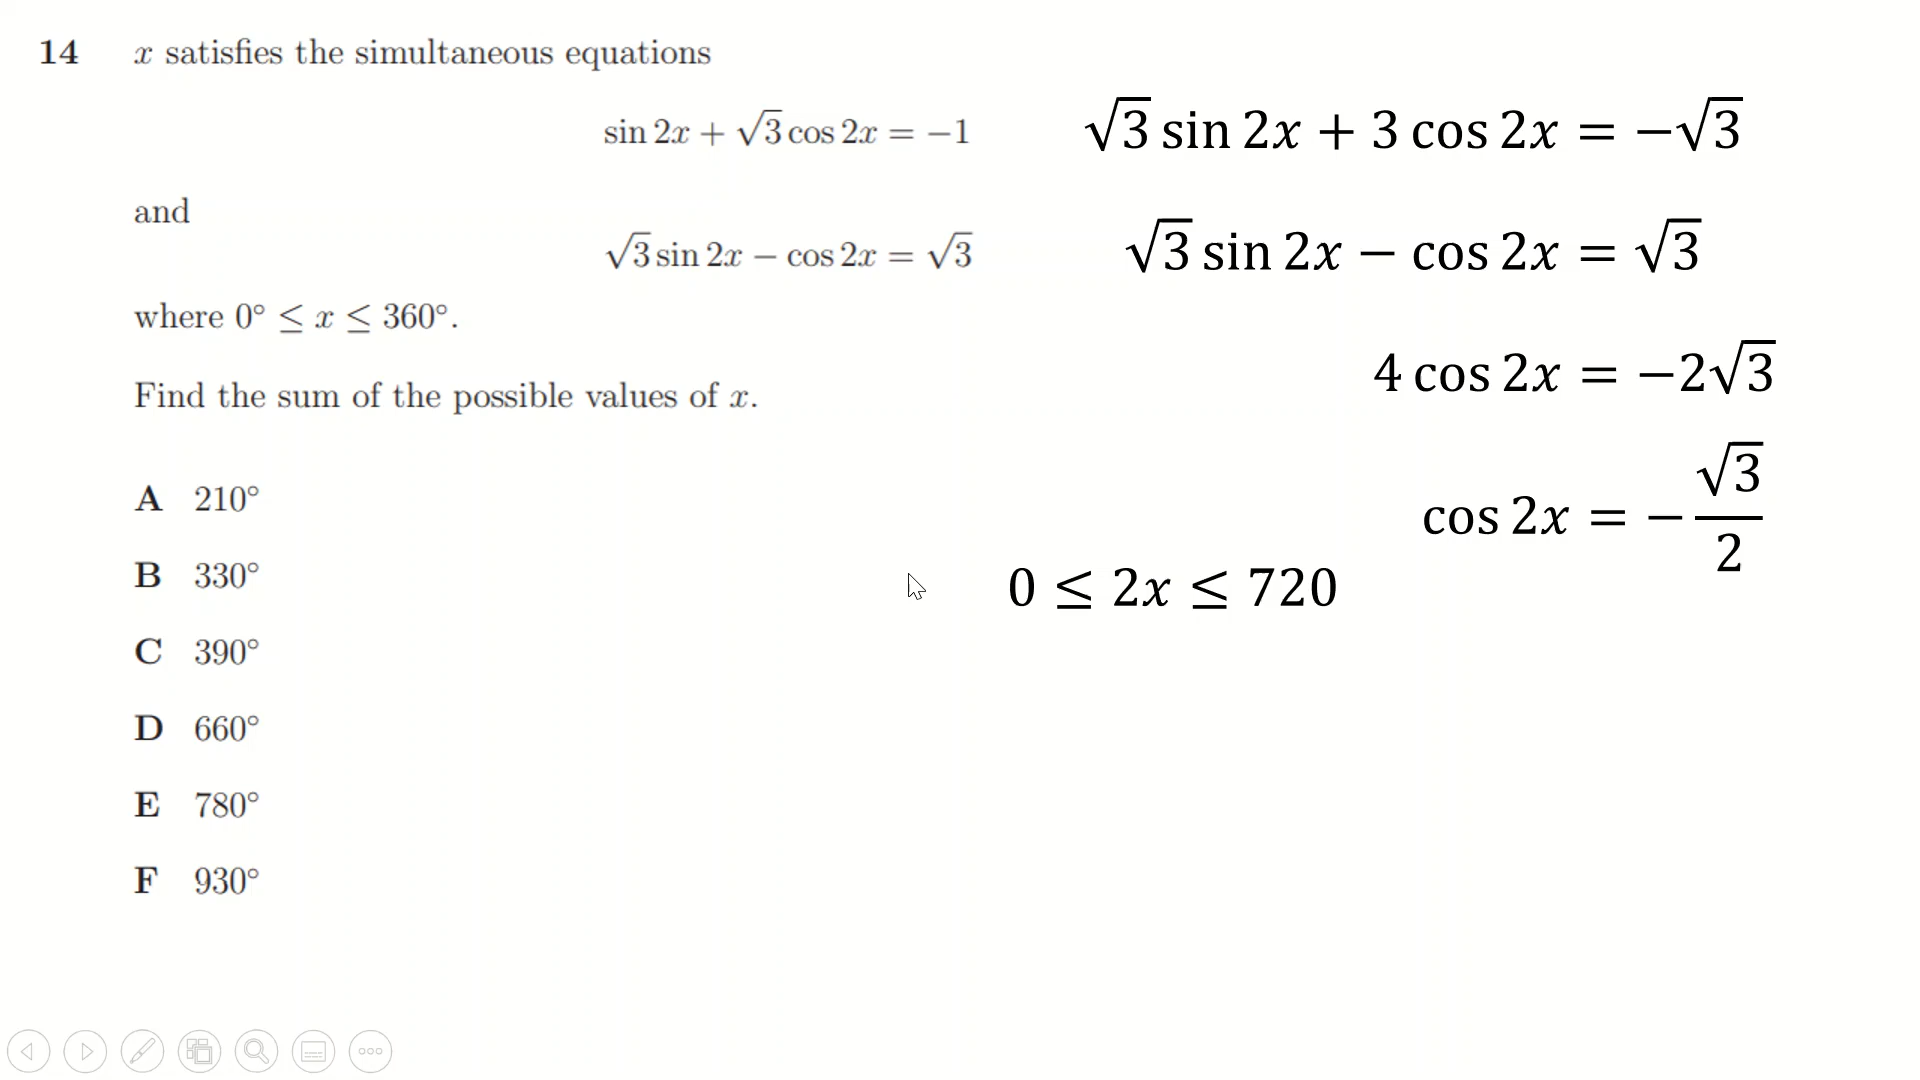 14 x satisfies the simultaneous equations
sin 2x + √3 cos 2x = −1
and
√3 sin 2x − cos 2x = √3
where 0° ≤ x ≤ 360°.
Find the sum of the possible values of x.
A 210°
B 330°
C 390°
D 660°
E 780°
F 930°
√3 sin 2x + 3 cos 2x = −√3
√3 sin 2x − cos 2x = √3
4 cos 2x = −2√3
cos 2x = −√3/2
0 ≤ 2x ≤ 720